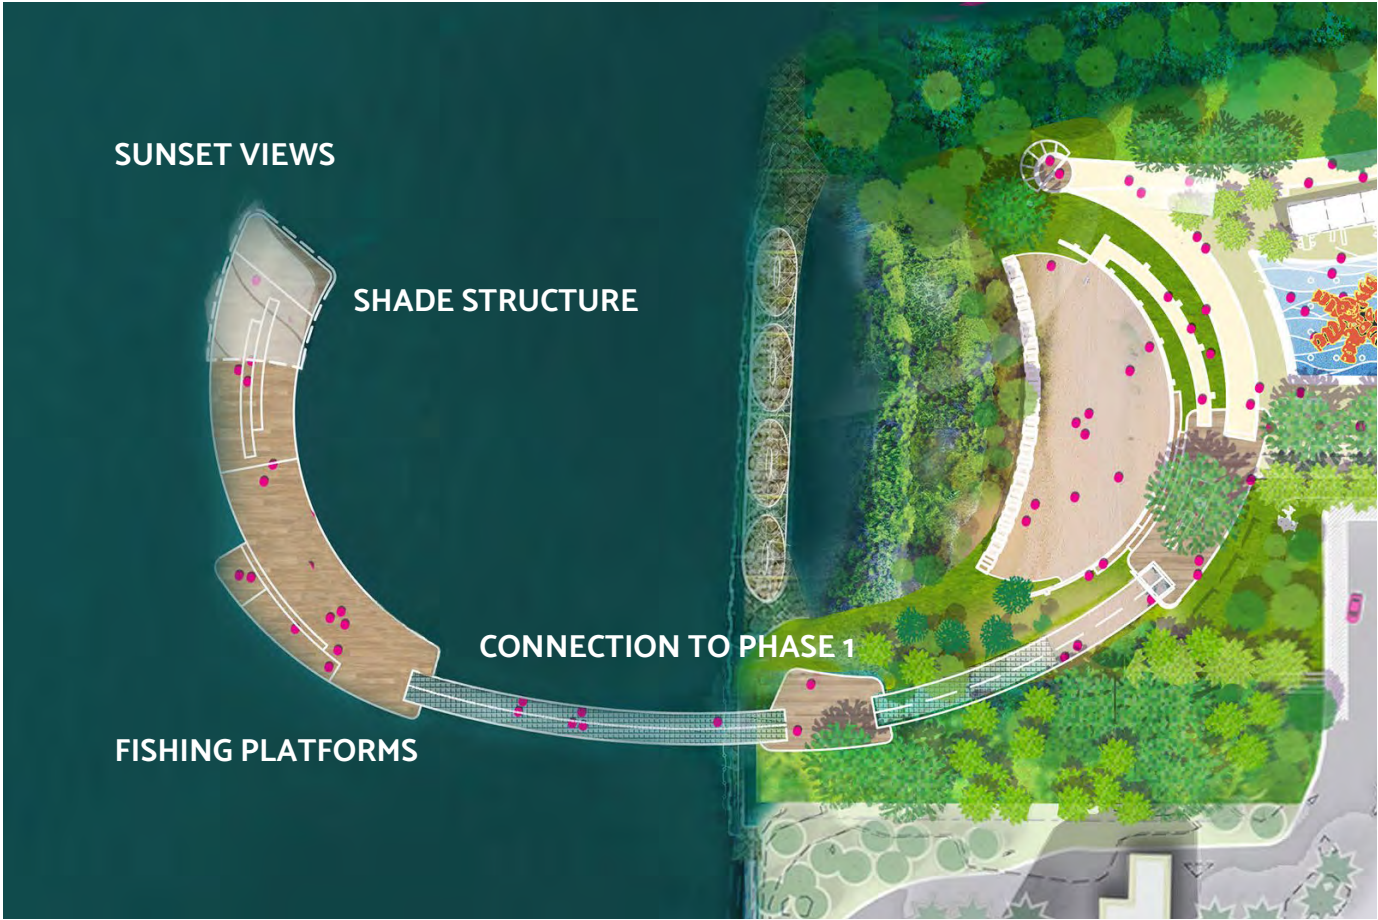 SUNSET VIEWS
SHADE STRUCTURE
CONNECTION TO PHASE 1
FISHING PLATFORMS